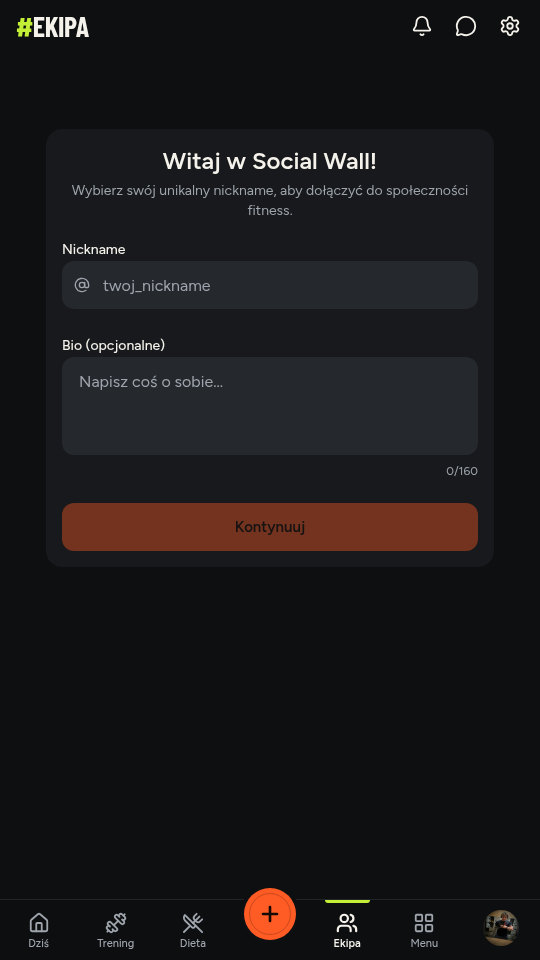 #EKIPA
Witaj w Social Wall!
Wybierz swój unikalny nickname, aby dołączyć do społeczności
fitness.
Nickname
@ twoj_nickname
Bio (opcjonalne)
Napisz coś o sobie...
0/160
Kontynuuj
Dziś Trening Dieta Ekipa Menu